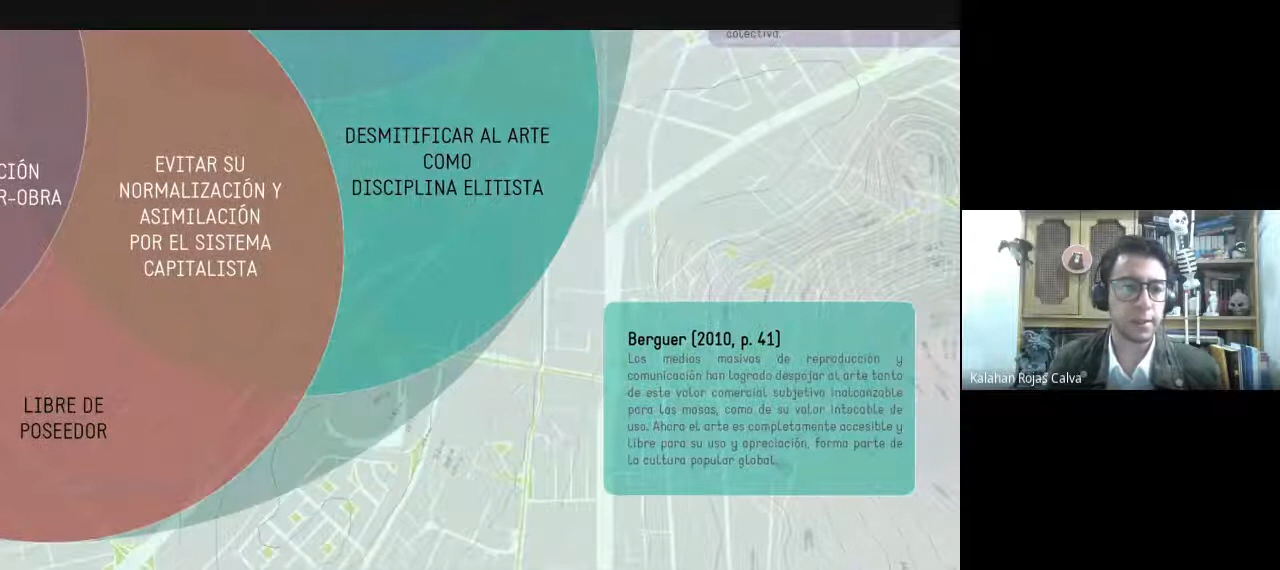 colectiva.
DESMITIFICAR AL ARTE
COMO
DISCIPLINA ELITISTA
EVITAR SU
NORMALIZACIÓN Y
ASIMILACIÓN
POR EL SISTEMA
CAPITALISTA
CIÓN
R-OBRA
LIBRE DE
POSEEDOR
Berguer (2010, p. 41)
Los medios masivos de reproducción y
comunicación han logrado despojar al arte tanto
de este valor comercial subjetivo inalcanzable
para las masas, como de su valor intocable de
uso. Ahora el arte es completamente accesible y
libre para su uso y apreciación, forma parte de
la cultura popular global.
Kalahan Rojas Calva